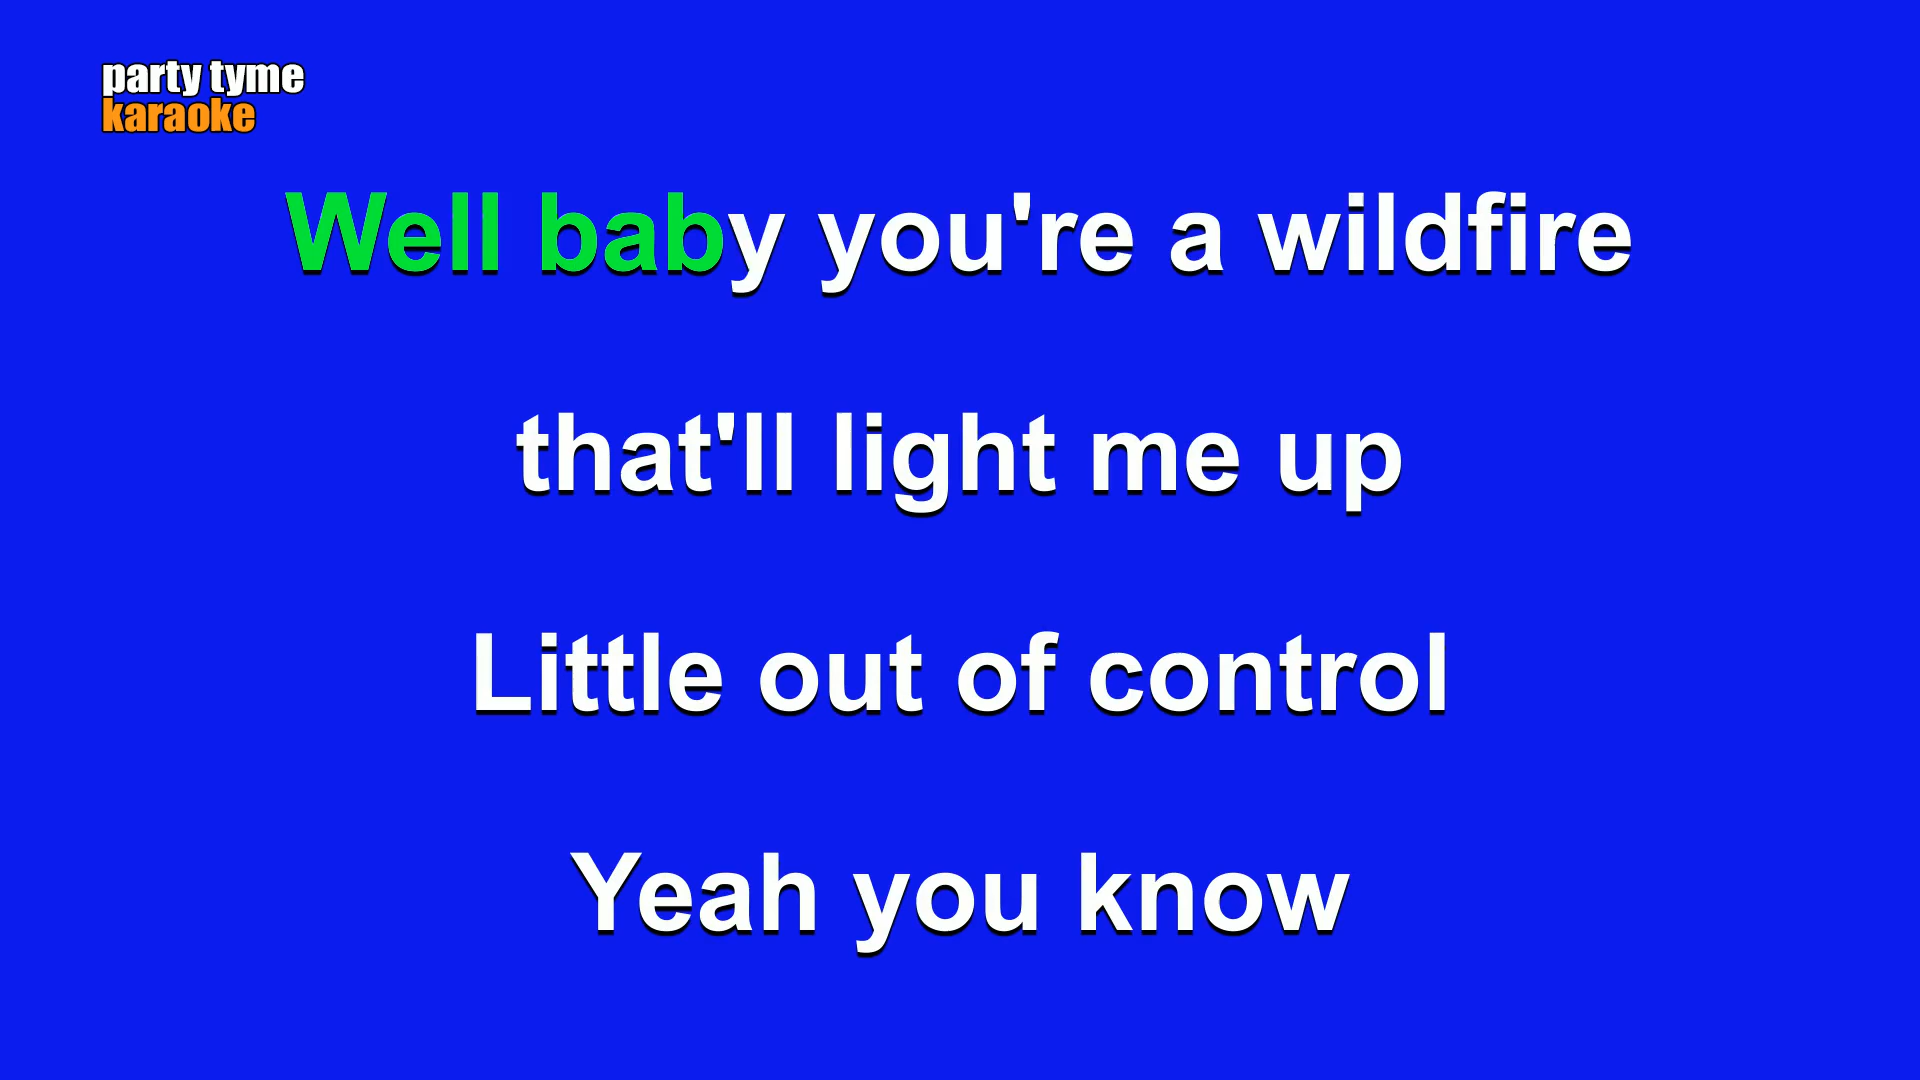 party tyme
karaoke
Well baby you're a wildfire
that'll light me up
Little out of control
Yeah you know